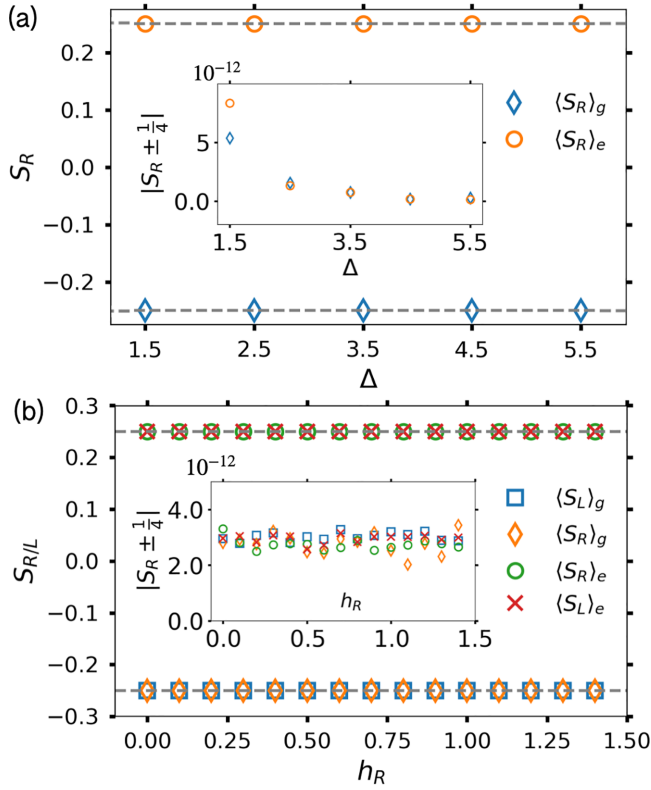 (a)
0.2
0.1
0.0
−0.1
−0.2
S_R
10⁻¹²
5
0.0
|S_R ± 1/4|
1.5 3.5 5.5
Δ
⟨S_R⟩_g
⟨S_R⟩_e
1.5 2.5 3.5 4.5 5.5
Δ
(b)
0.3
0.2
0.1
0.0
−0.1
−0.2
−0.3
S_{R/L}
10⁻¹²
4.0
2.0
0.0
|S_R ± 1/4|
h_R
0.0 0.5 1.0 1.5
⟨S_L⟩_g
⟨S_R⟩_g
⟨S_R⟩_e
⟨S_L⟩_e
0.00 0.25 0.50 0.75 1.00 1.25 1.50
h_R